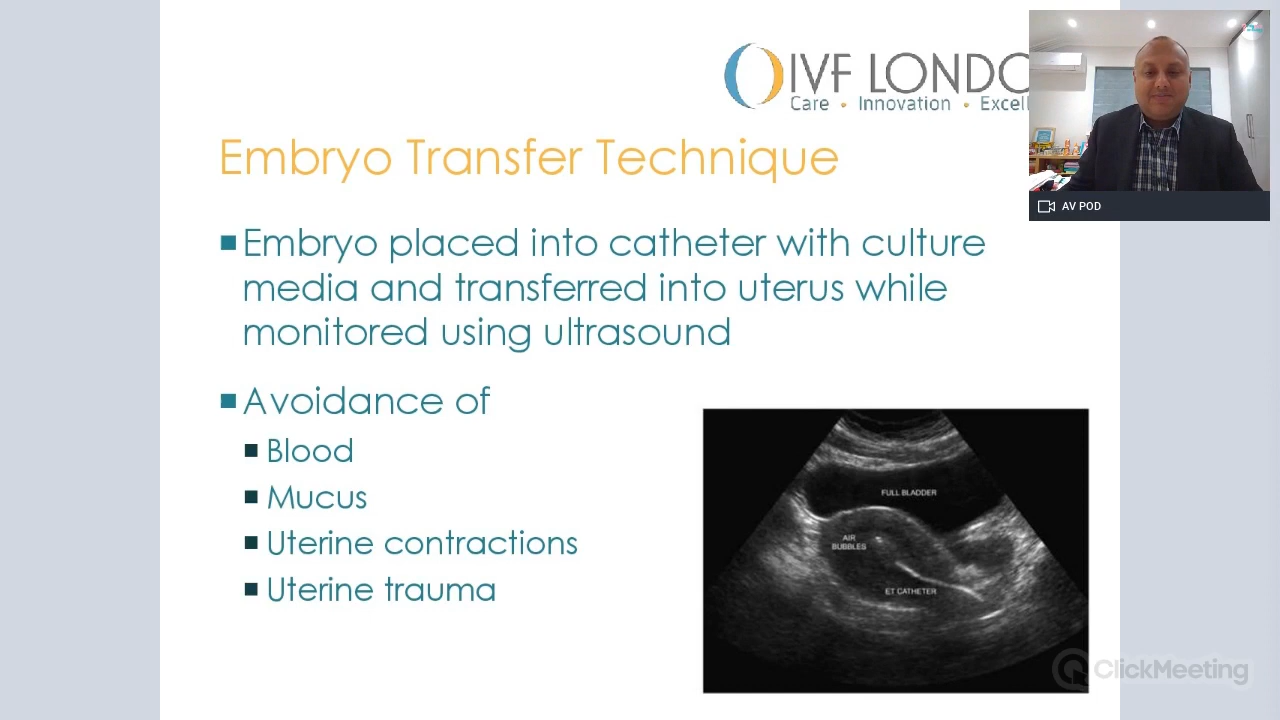 IVF LONDO
Care • Innovation • Excell
AV POD
Embryo Transfer Technique
Embryo placed into catheter with culture
media and transferred into uterus while
monitored using ultrasound
Avoidance of
Blood
Mucus
Uterine contractions
Uterine trauma
FULL BLADDER
AIR
BUBBLES
ET CATHETER
ClickMeeting